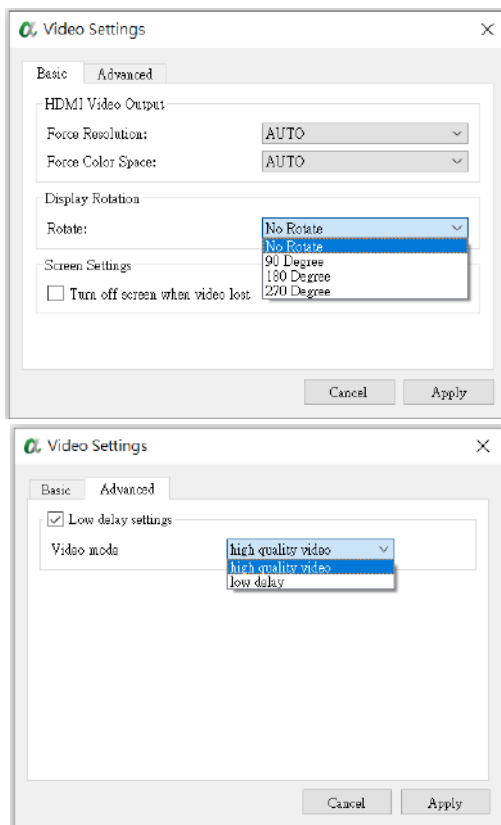 Video Settings
Basic Advanced
HDMI Video Output
Force Resolution: AUTO
Force Color Space: AUTO
Display Rotation
Rotate: No Rotate
No Rotate
90 Degree
180 Degree
270 Degree
Screen Settings
Turn off screen when video lost
Cancel Apply
Video Settings
Basic Advanced
Low delay settings
Video mode high quality video
high quality video
low delay
Cancel Apply